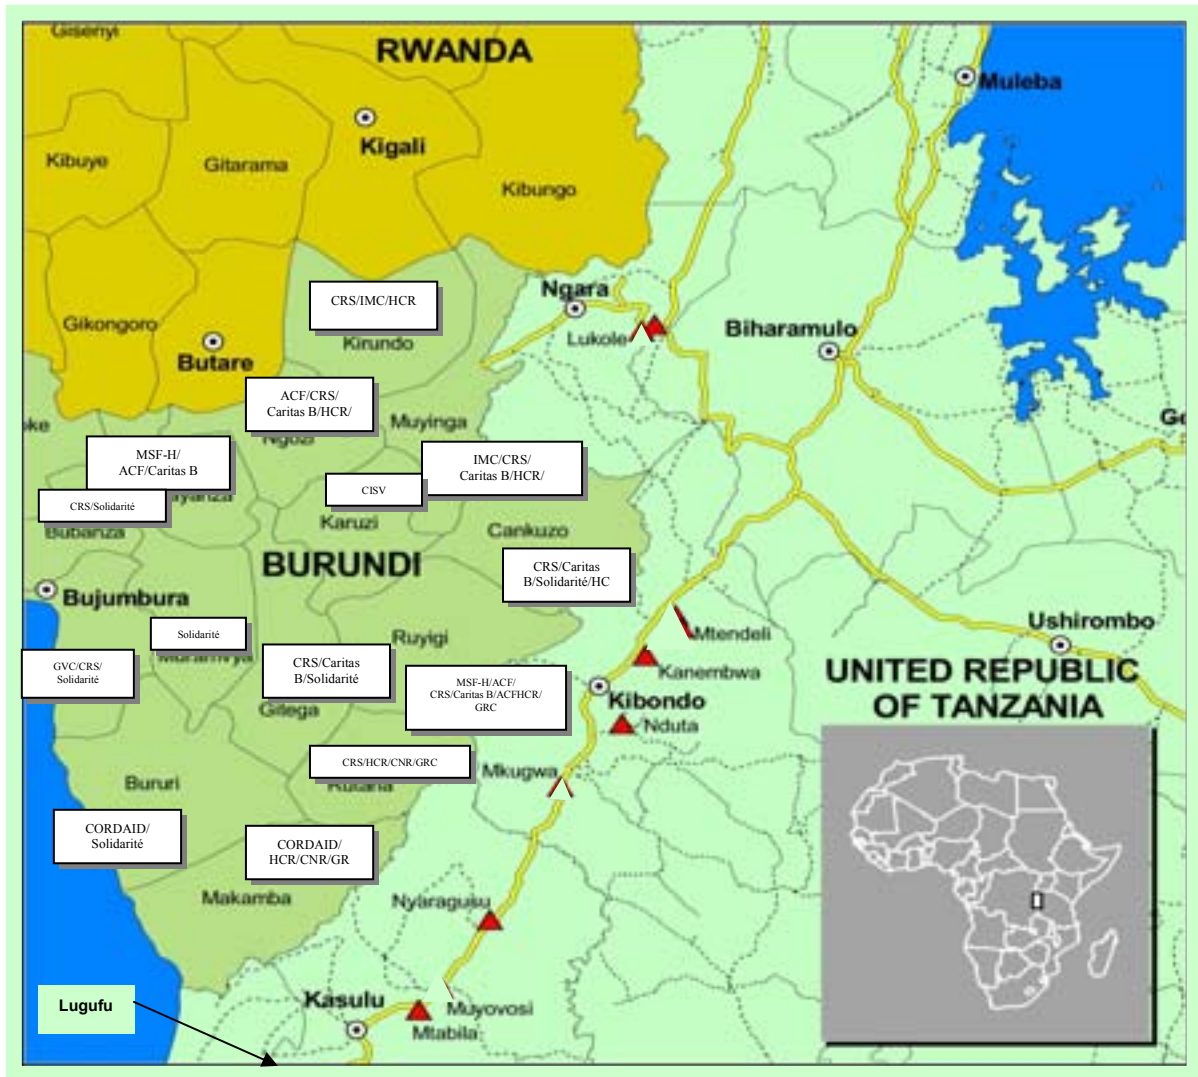 Gisenyi
RWANDA
Muleba
Kigali
Kibuye
Gitarama
Kibungo
CRS/IMC/HCR
Ngara
Gikongoro
Lukole
Biharamulo
Kirundo
Butare
ACF/CRS/
Caritas B/HCR/
Muyinga
Ngozi
MSF-H/
ACF/Caritas B
IMC/CRS/
Caritas B/HCR/
CISV
CRS/Solidarité
Karuzi
Cankuzo
Bubanza
BURUNDI
CRS/Caritas
B/Solidarité/HC
Bujumbura
Ushirombo
Solidarité
Mtendeli
Ruyigi
GVC/CRS/
Solidarité
CRS/Caritas
B/Solidarité
Kanembwa
UNITED REPUBLIC
OF TANZANIA
MSF-H/ACF/
CRS/Caritas B/ACFHCR/
GRC
Kibondo
Gitega
Nduta
CRS/HCR/CNR/GRC
Mkugwa
Bururi
Rutana
CORDAID/
Solidarité
CORDAID/
HCR/CNR/GR
Makamba
Nyaragusu
Lugufu
Kasulu
Muyovosi
Mtabila